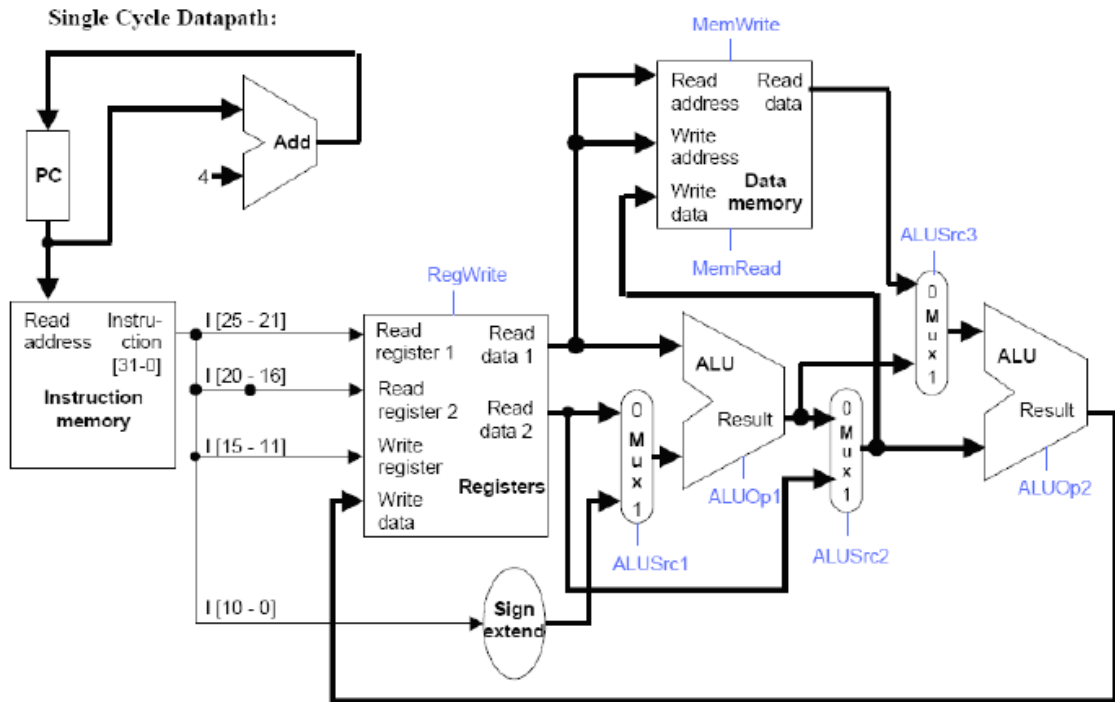 Single Cycle Datapath:
PC
4
Add
Read
address
Instru-
ction
[31-0]
Instruction
memory
I [25 - 21]
I [20 - 16]
I [15 - 11]
I [10 - 0]
RegWrite
Read
register 1
Read
data 1
Read
register 2
Read
data 2
Write
register
Registers
Write
data
Sign
extend
0
M
u
x
1
ALUSrc1
ALU
Result
ALUOp1
MemWrite
Read
address
Read
data
Write
address
Write
data
Data
memory
MemRead
0
M
u
x
1
ALUSrc2
ALUSrc3
0
M
u
x
1
ALU
Result
ALUOp2